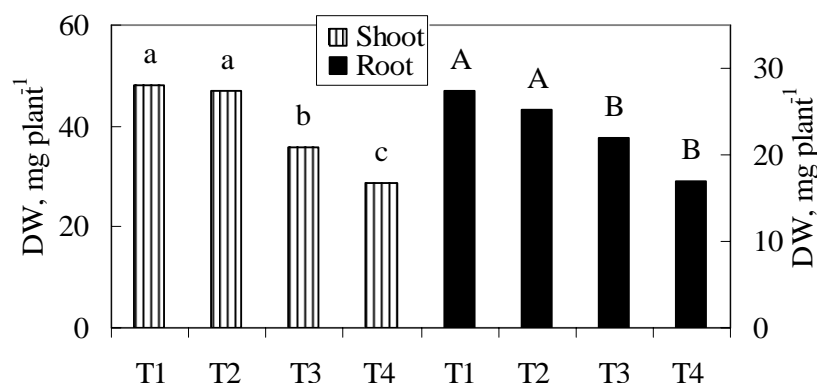 60
40
20
0
DW, mg plant⁻¹
Shoot
Root
a
a
b
c
A
A
B
B
30
20
10
0
DW, mg plant⁻¹
T1 T2 T3 T4 T1 T2 T3 T4